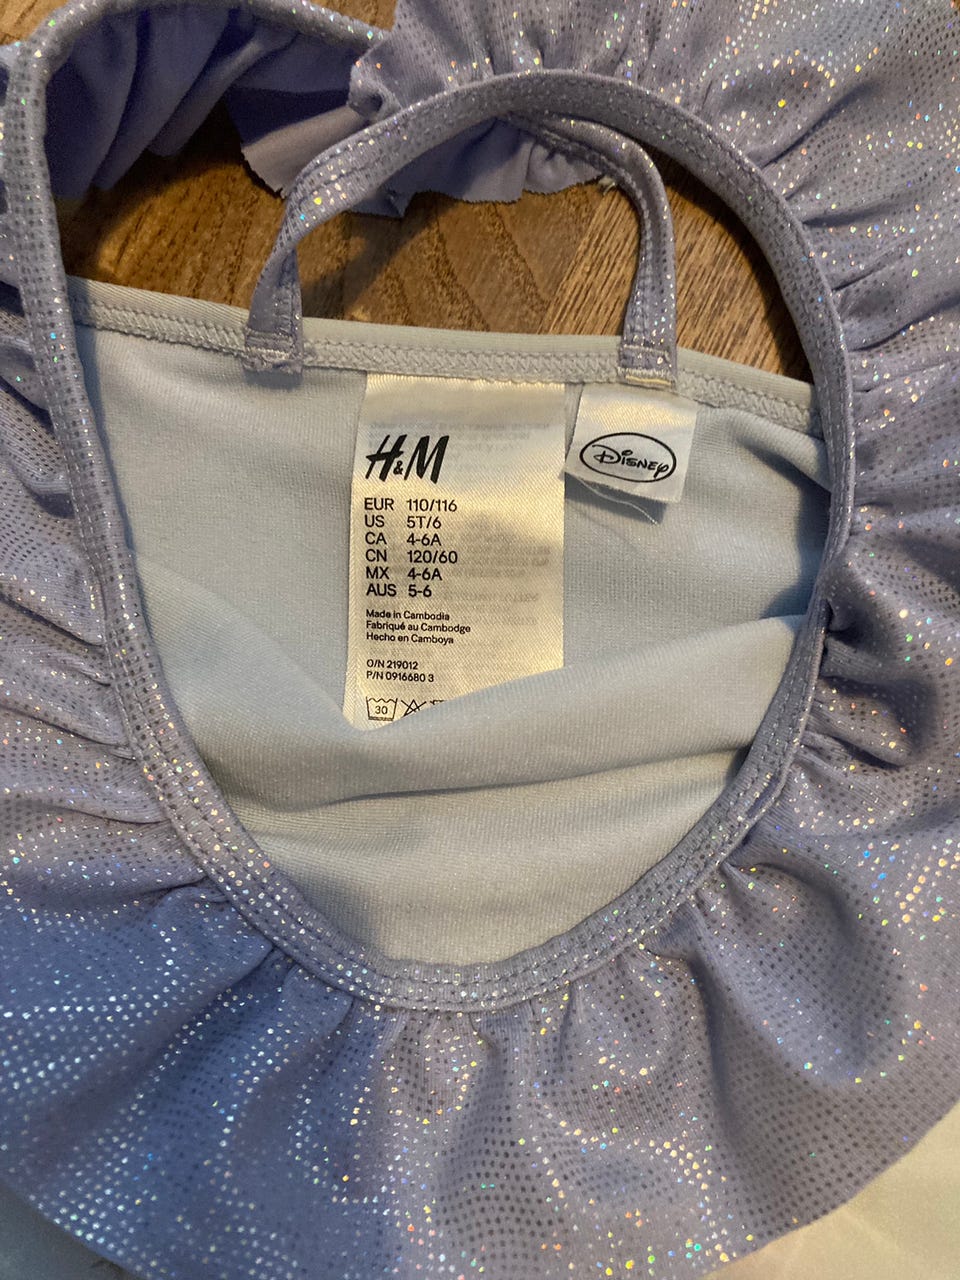 H&M
EUR 110/116
US 5T/6
CA 4-6A
CN 120/60
MX 4-6A
AUS 5-6
Made in Cambodia
Fabriqué au Cambodge
Hecho en Camboya
O/N 219012
P/N 0916680 3
30
Disney